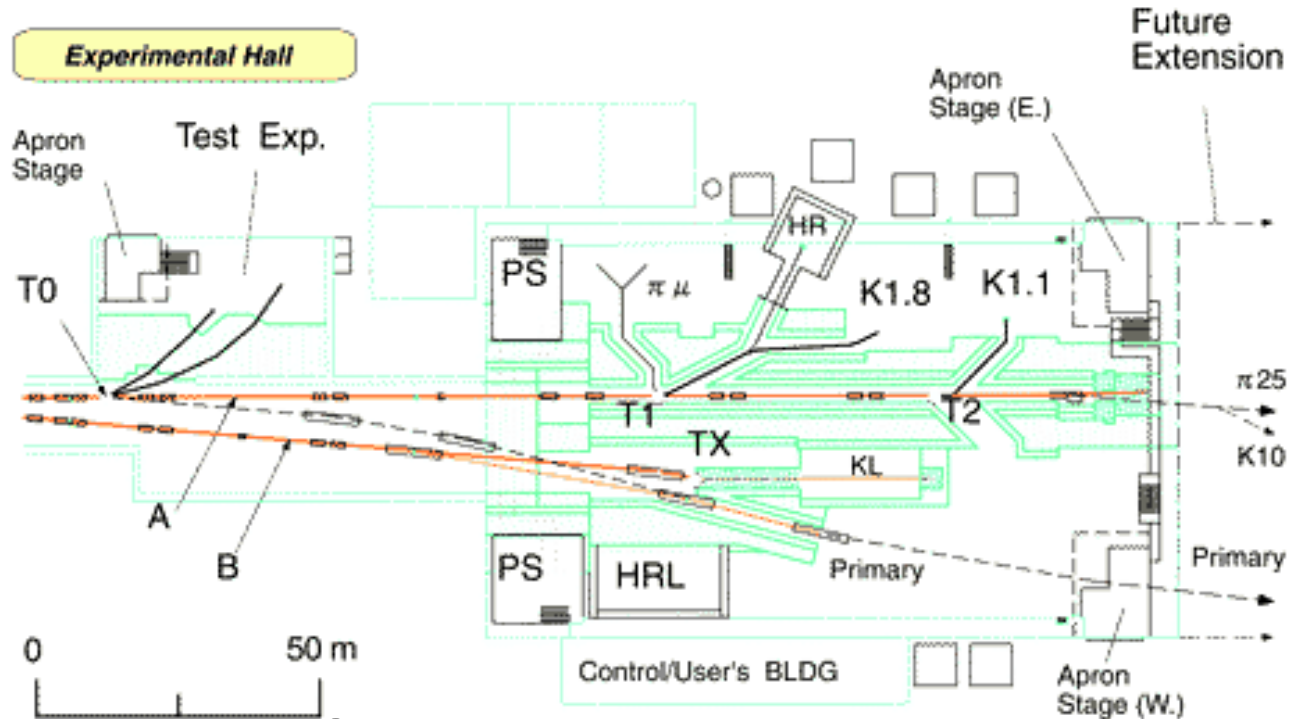 Future
Extension
Experimental Hall
Apron
Stage (E.)
Apron
Stage
Test Exp.
HR
T0
PS
π μ
K1.8
K1.1
π25
T1
T2
TX
K10
KL
A
B
PS
HRL
Primary
Primary
0
50 m
Control/User's BLDG
Apron
Stage (W.)